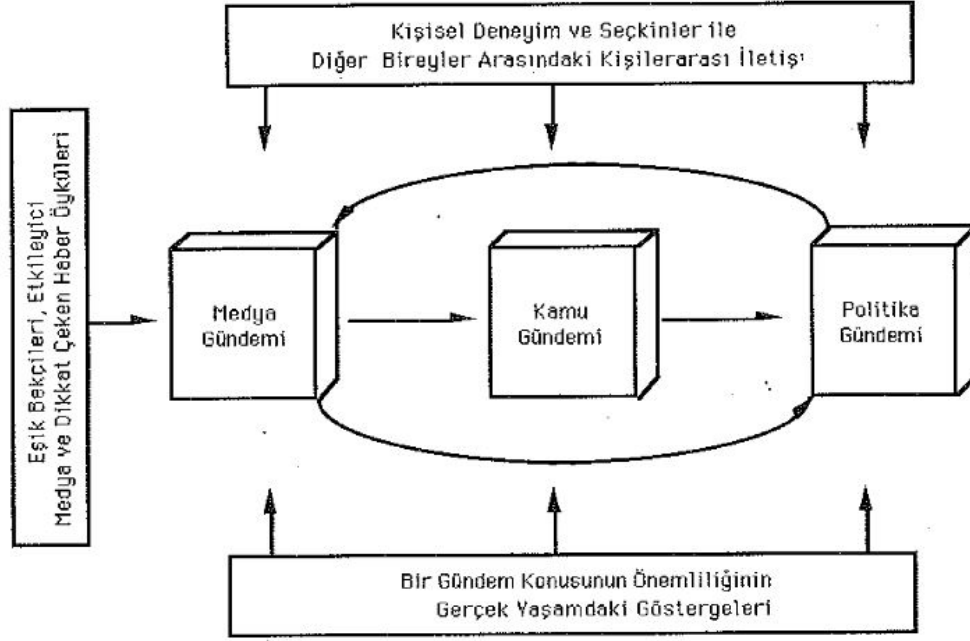 Kişisel Deneyim ve Seçkinler ile
Diğer Bireyler Arasındaki Kişilerarası İletişi
Eşik Bekçileri, Etkileyici
Medya ve Dikkat Çeken Haber Öyküleri
Medya
Gündemi
Kamu
Gündemi
Politika
Gündemi
Bir Gündem Konusunun Önemliliğinin
Gerçek Yaşamdaki Göstergeleri